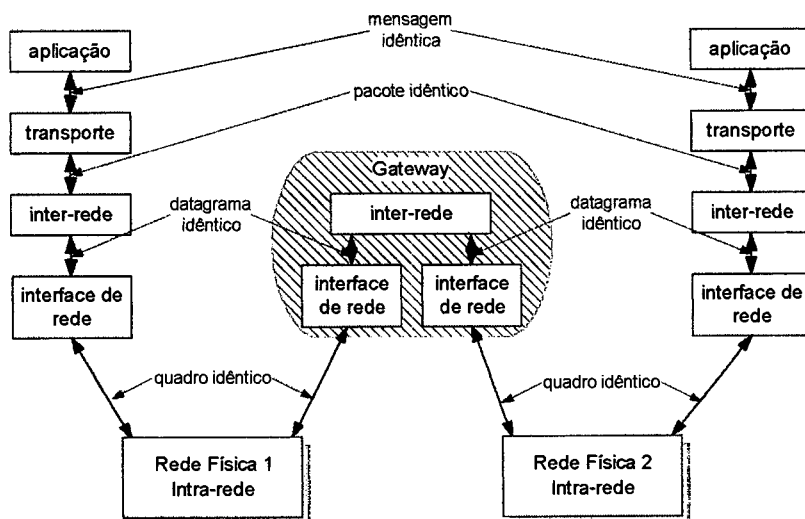 mensagem
idêntica
aplicação
aplicação
pacote idêntico
transporte
transporte
Gateway
inter-rede
datagrama
idêntico
inter-rede
datagrama
idêntico
inter-rede
interface de
rede
interface
de rede
interface
de rede
interface de
rede
quadro idêntico
quadro idêntico
Rede Física 1
Intra-rede
Rede Física 2
Intra-rede